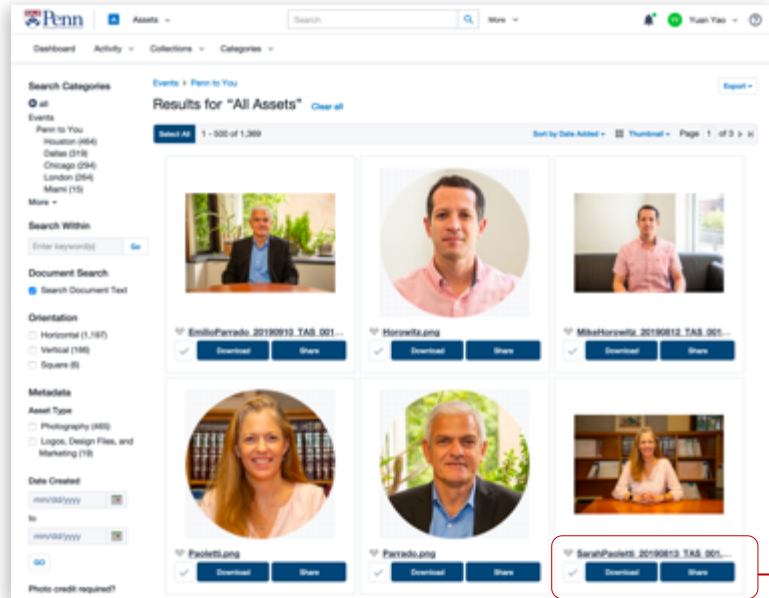 Penn
Assets
Search
More
Yuan Yao
Dashboard Activity Collections Categories
Search Categories
all
Events
Penn to You
Houston (464)
Dallas (319)
Chicago (294)
London (264)
Miami (15)
More
Search Within
Enter keyword(s) Go
Document Search
Search Document Text
Orientation
Horizontal (1,197)
Vertical (166)
Square (6)
Metadata
Asset Type
Photography (465)
Logos, Design Files, and
Marketing (19)
Date Created
mm/dd/yyyy
to
mm/dd/yyyy
GO
Photo credit required?
Events > Penn to You
Export
Results for "All Assets" Clear all
Select All 1 - 500 of 1,369
Sort by Date Added Thumbnail Page 1 of 3
EmilioParrado_20190910_TAS_001...
Download Share
Horowitz.png
Download Share
MikeHorowitz_20190812_TAS_001...
Download Share
Paoletti.png
Download Share
Parrado.png
Download Share
SarahPaoletti_20190813_TAS_001...
Download Share